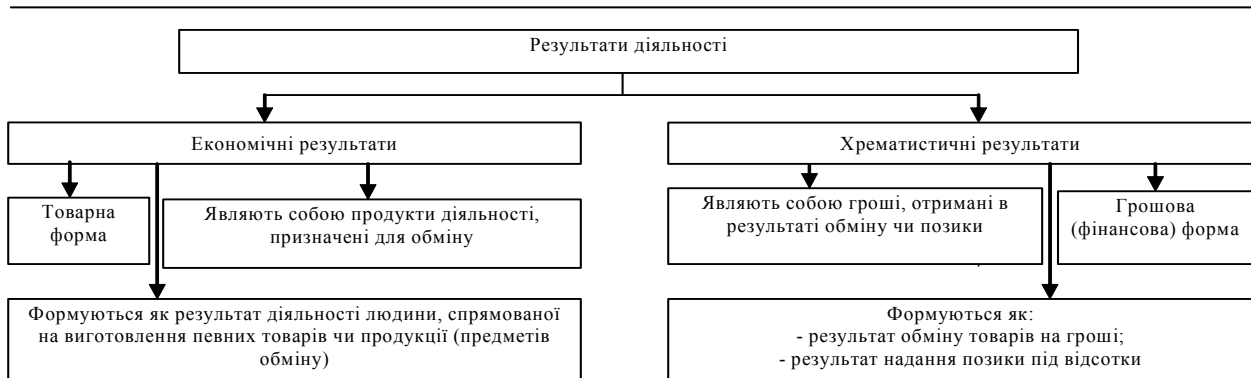 Результати діяльності
Економічні результати
Хрематистичні результати
Товарна
форма
Являють собою продукти діяльності,
призначені для обміну
Являють собою гроші, отримані в
результаті обміну чи позики
Грошова
(фінансова) форма
Формуються як результат діяльності людини, спрямованої
на виготовлення певних товарів чи продукції (предметів
обміну)
Формуються як:
- результат обміну товарів на гроші;
- результат надання позики під відсотки